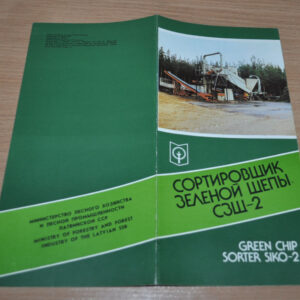 МИНИСТЕРСТВО ЛЕСНОГО ХОЗЯЙСТВА
И ЛЕСНОЙ ПРОМЫШЛЕННОСТИ
ЛАТВИЙСКОЙ ССР
MINISTRY OF FORESTRY AND FOREST
INDUSTRY OF THE LATVIAN SSR
СОРТИРОВЩИК
ЗЕЛЕНОЙ ЩЕПЫ
СЗЩ-2
GREEN CHIP
SORTER SIKO-2